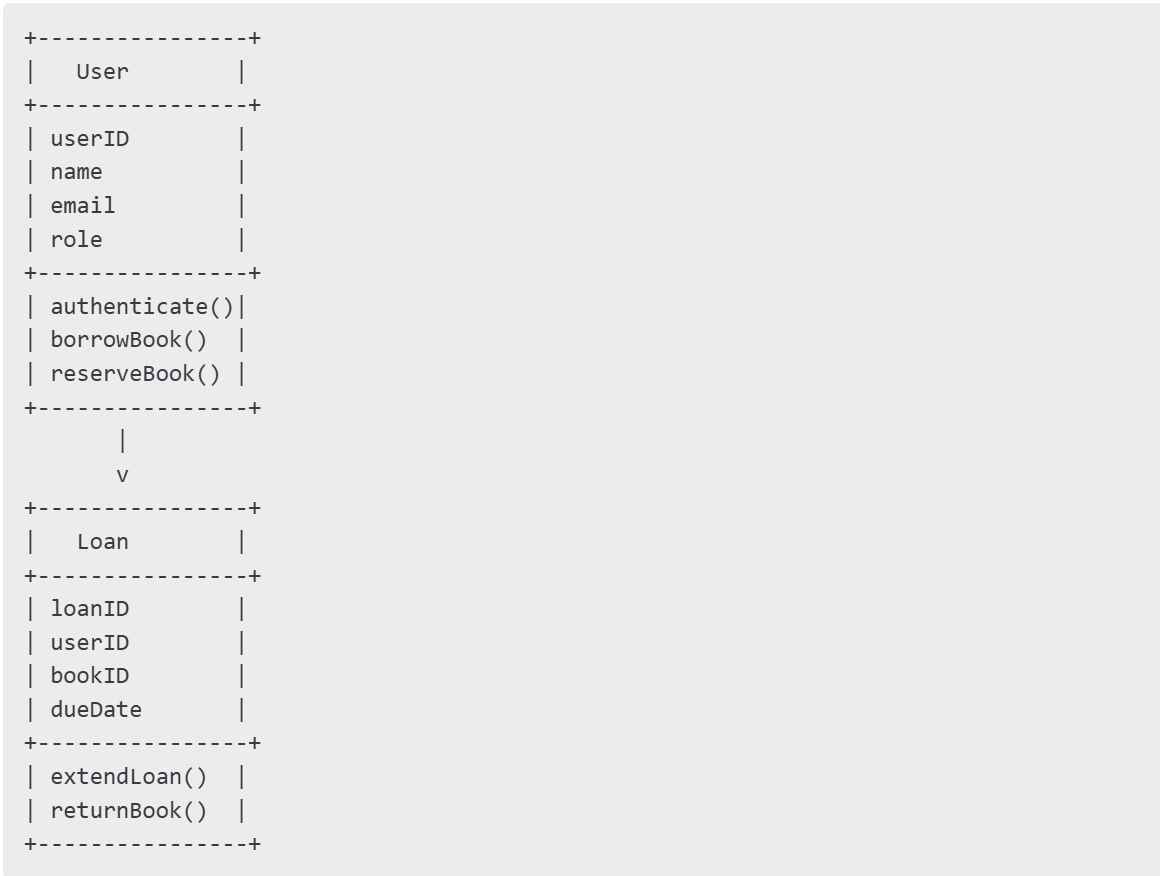 +----------------+
|   User        |
+----------------+
| userID        |
| name          |
| email         |
| role          |
+----------------+
| authenticate()|
| borrowBook()  |
| reserveBook() |
+----------------+
       |
       v
+----------------+
|   Loan        |
+----------------+
| loanID        |
| userID        |
| bookID        |
| dueDate       |
+----------------+
| extendLoan()  |
| returnBook()  |
+----------------+